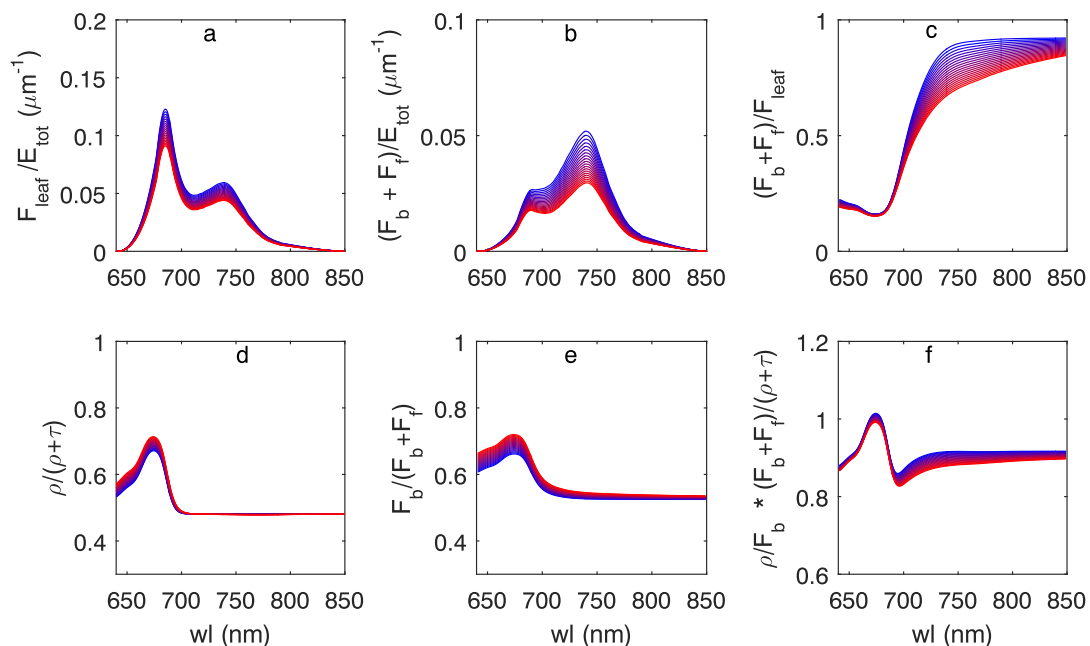 a
F_leaf /E_tot (μm^-1)
0.2
0.15
0.1
0.05
0
650 700 750 800 850
b
(F_b + F_f)/E_tot (μm^-1)
0.1
0.05
0
650 700 750 800 850
c
(F_b+F_f)/F_leaf
1
0.5
0
650 700 750 800 850
d
ρ/(ρ+τ)
1
0.8
0.6
0.4
650 700 750 800 850
wl (nm)
e
F_b/(F_b+F_f)
1
0.8
0.6
0.4
650 700 750 800 850
wl (nm)
f
ρ/F_b * (F_b+F_f)/(ρ+τ)
1.2
1
0.8
0.6
650 700 750 800 850
wl (nm)